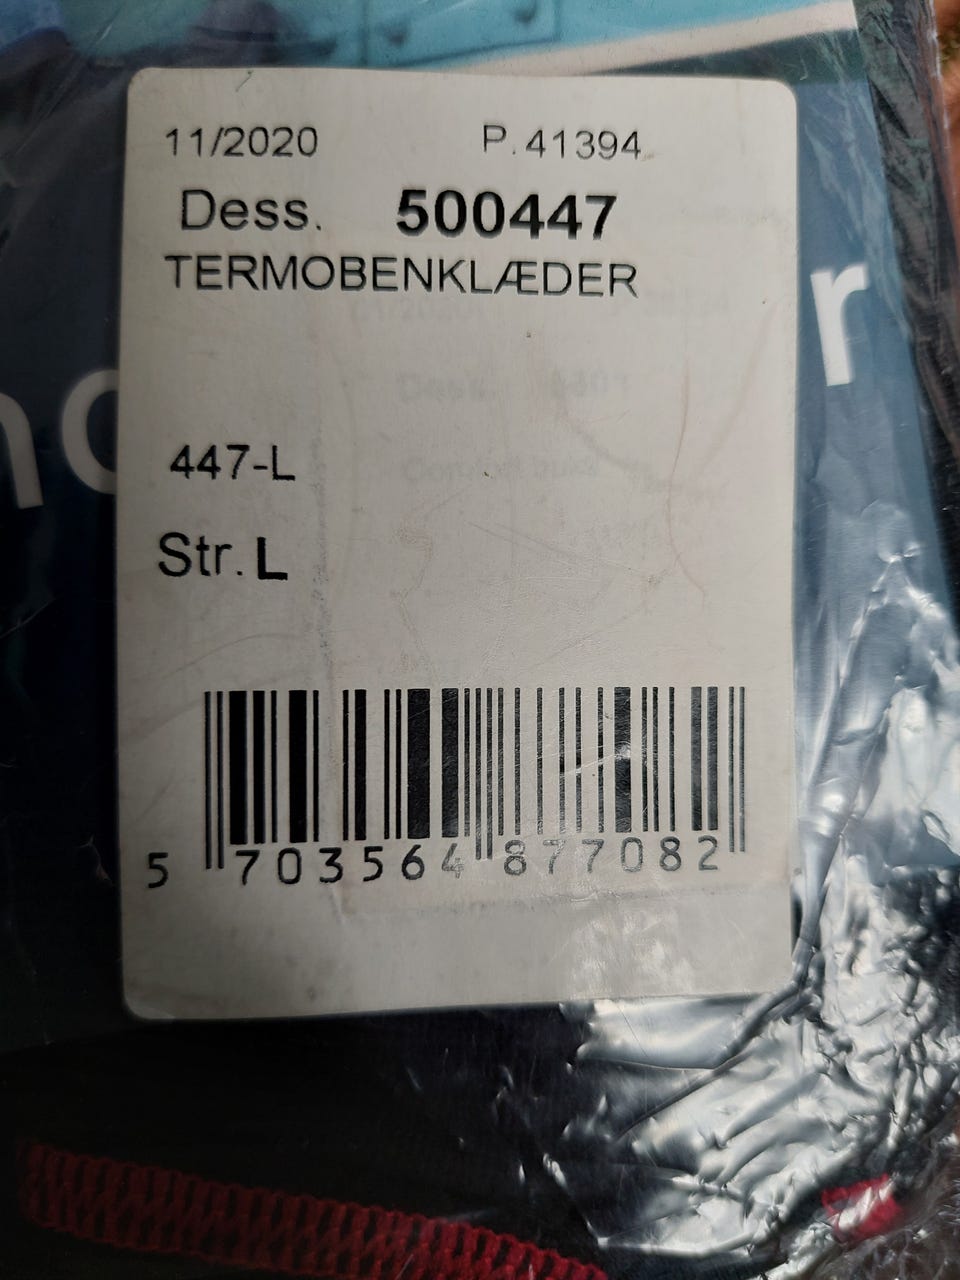 11/2020 P. 41394
Dess. 500447
TERMOBENKLÆDER
447-L
Str. L
5 703564 877082
r